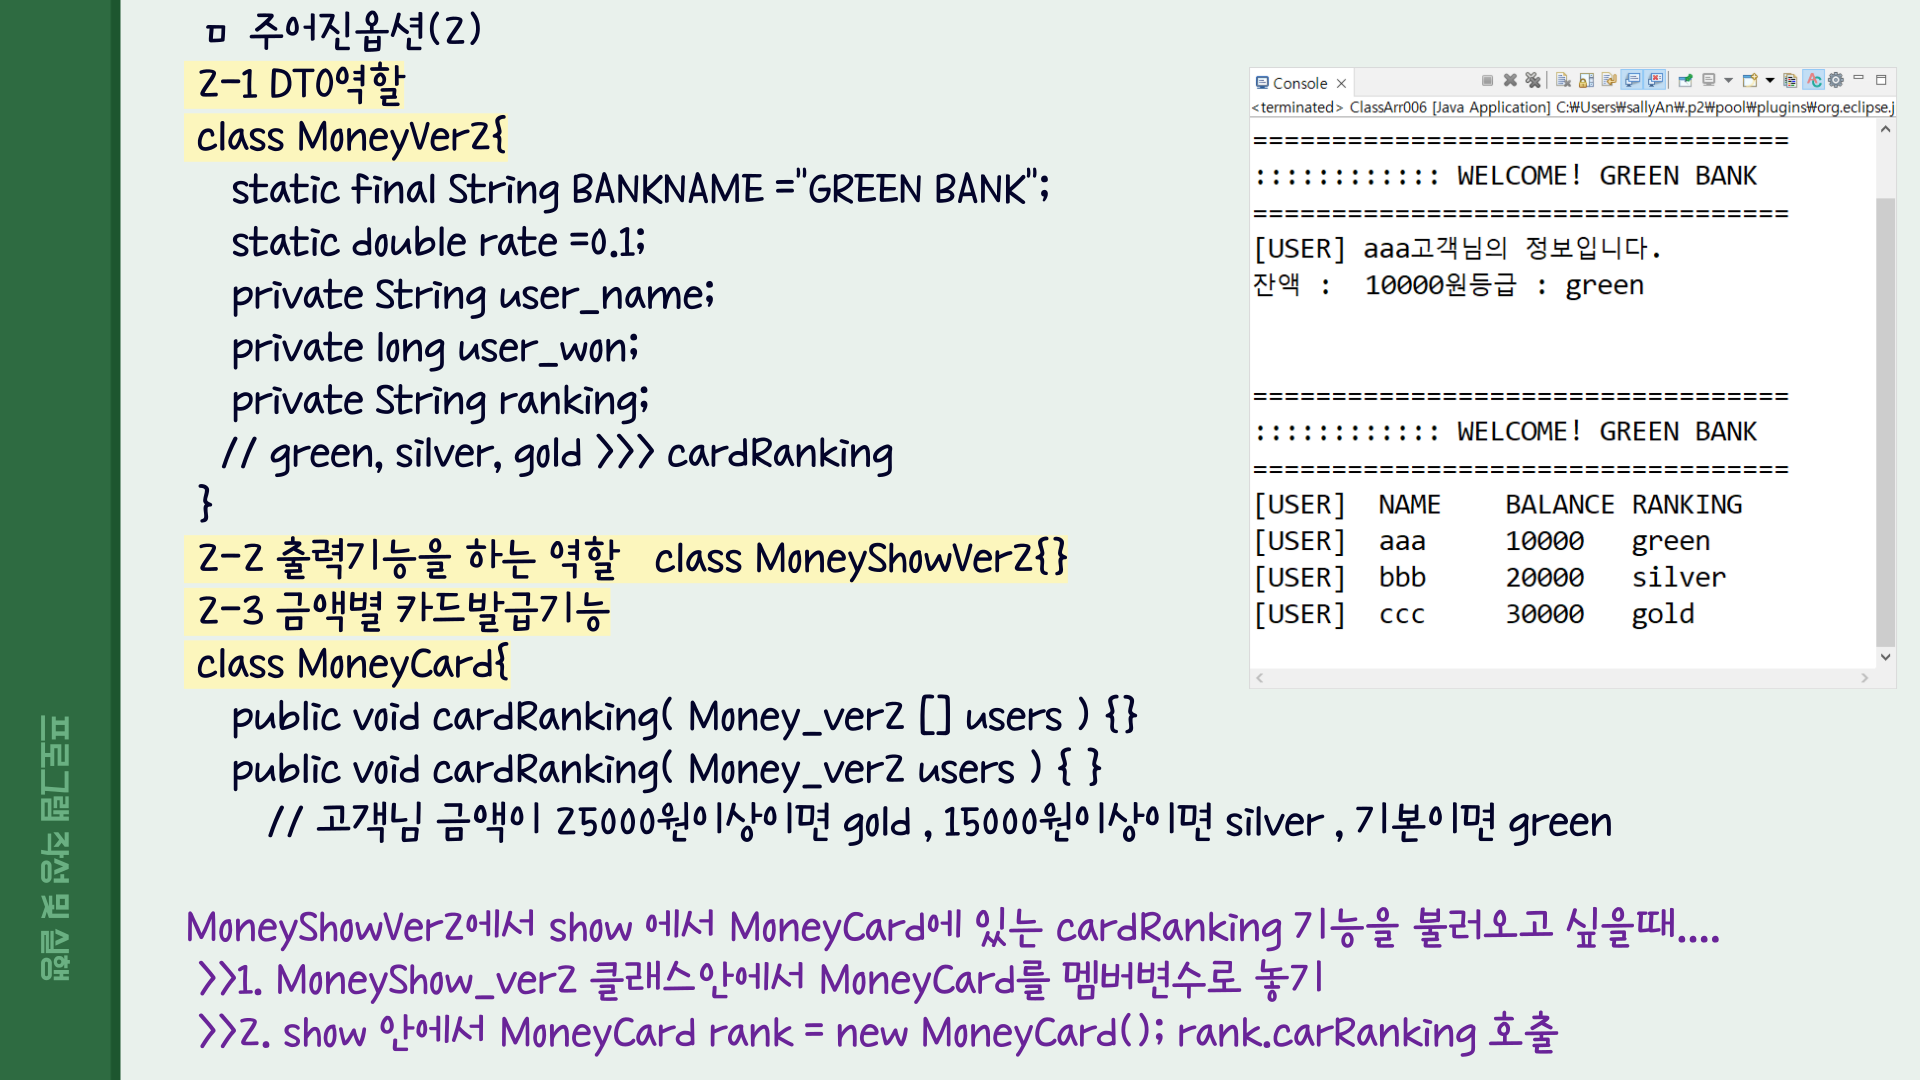 ㅁ 주어진옵션(2)
2-1 DTO역할
class MoneyVer2{
static final String BANKNAME ="GREEN BANK";
static double rate =0.1;
private String user_name;
private long user_won;
private String ranking;
// green, silver, gold >>> cardRanking
}
2-2 출력기능을 하는 역할 class MoneyShowVer2{}
2-3 금액별 카드발급기능
class MoneyCard{
public void cardRanking( Money_ver2 [] users ) {}
public void cardRanking( Money_ver2 users ) { }
// 고객님 금액이 25000원이상이면 gold , 15000원이상이면 silver , 기본이면 green
MoneyShowVer2에서 show 에서 MoneyCard에 있는 cardRanking 기능을 불러오고 싶을때....
>>1. MoneyShow_ver2 클래스안에서 MoneyCard를 멤버변수로 놓기
>>2. show 안에서 MoneyCard rank = new MoneyCard(); rank.carRanking 호출
Console
<terminated> ClassArr006 [Java Application] C:₩Users₩sallyAn₩.p2₩pool₩plugins₩org.eclipse.j
==================================
:::::::::::: WELCOME! GREEN BANK
==================================
[USER] aaa고객님의 정보입니다.
잔액 : 10000원등급 : green
==================================
:::::::::::: WELCOME! GREEN BANK
==================================
[USER] NAME BALANCE RANKING
[USER] aaa 10000 green
[USER] bbb 20000 silver
[USER] ccc 30000 gold
프로그램 작성 및 실행